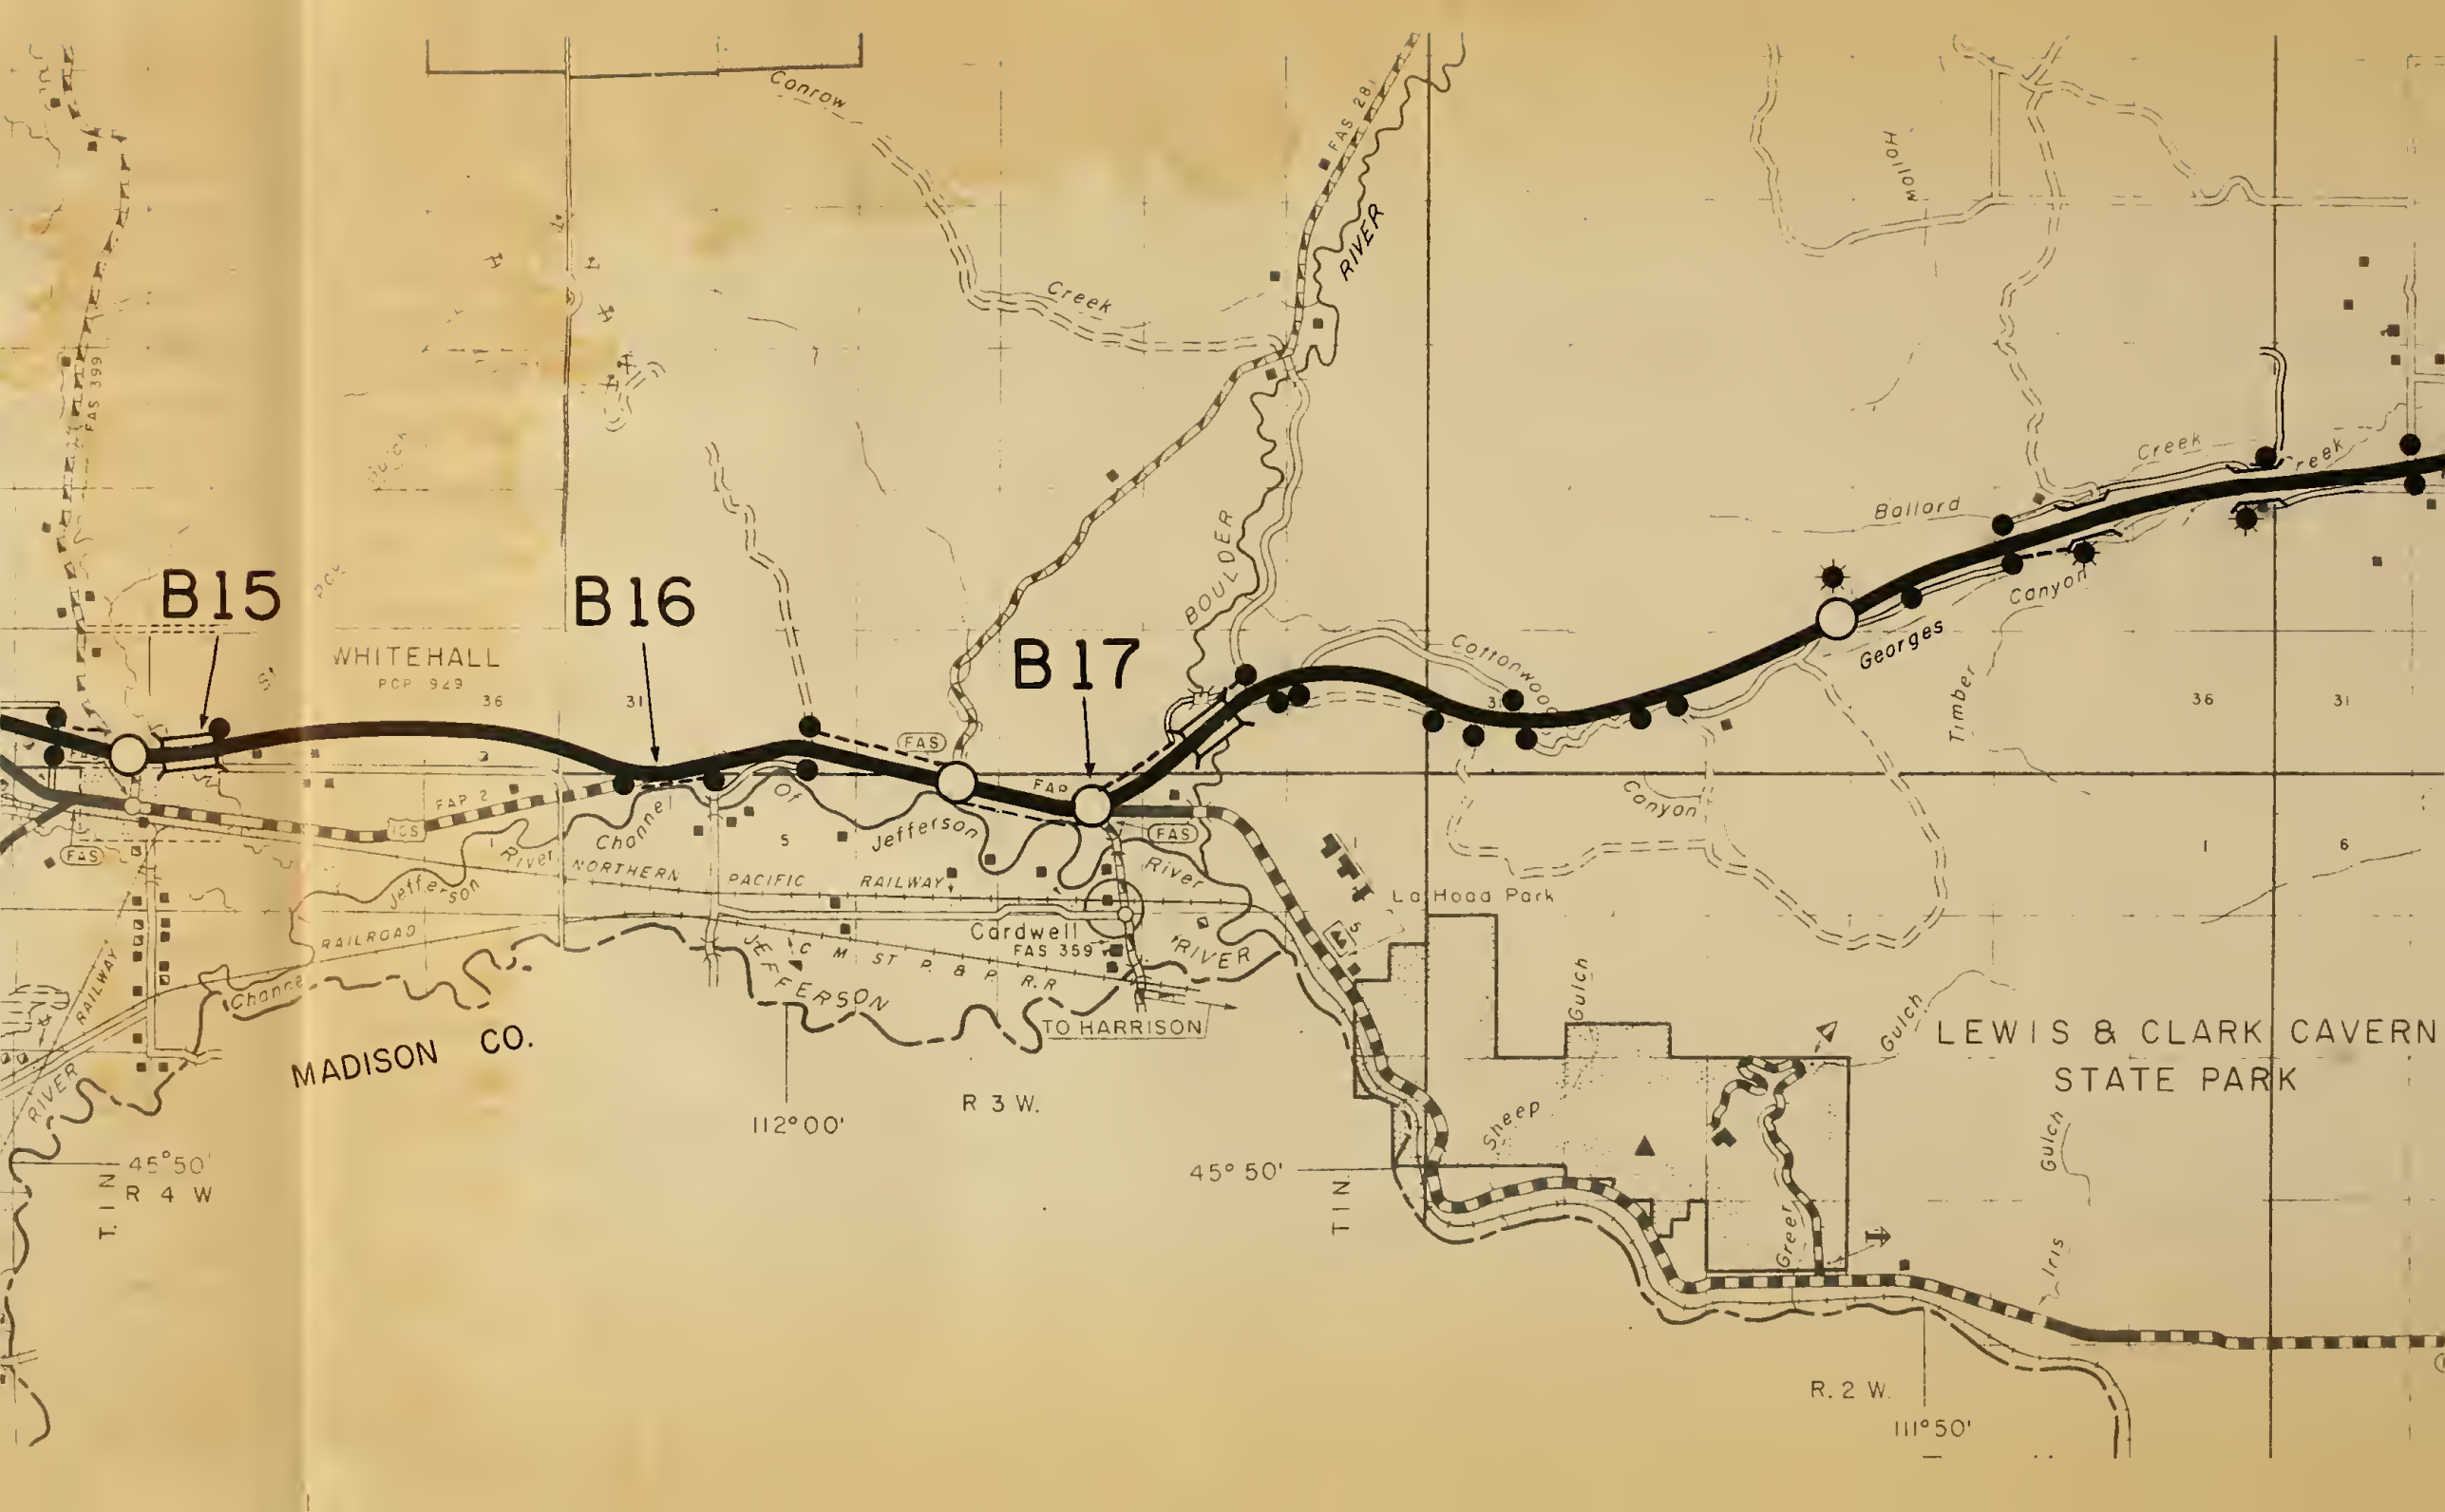 Conrow
FAS 281
RIVER
Hollow
Creek
FAS 399
Creek
Creek
Ballard
BOULDER
Canyon
B15
B16
B17
Georges
Cottonwood
Timber
WHITEHALL
POP 929
36
31
36
31
FAS
FAP
FAP 2
10S
FAS
FAS
Channel
Of
Jefferson
River
5
Canyon
1
6
River
Jefferson
NORTHERN PACIFIC RAILWAY
La Hood Park
RAILROAD
Cardwell
FAS 359
C M ST P. & P. R.R
JEFFERSON
RIVER
RAILWAY
&
Channel
TO HARRISON
MADISON CO.
Gulch
Gulch
LEWIS & CLARK CAVERN
STATE PARK
RIVER
R 3 W.
112°00'
Sheep
Gulch
45°50'
R 4 W
T. 1 N
45° 50'
T 1 N.
Greer
Iris
R. 2 W.
111°50'